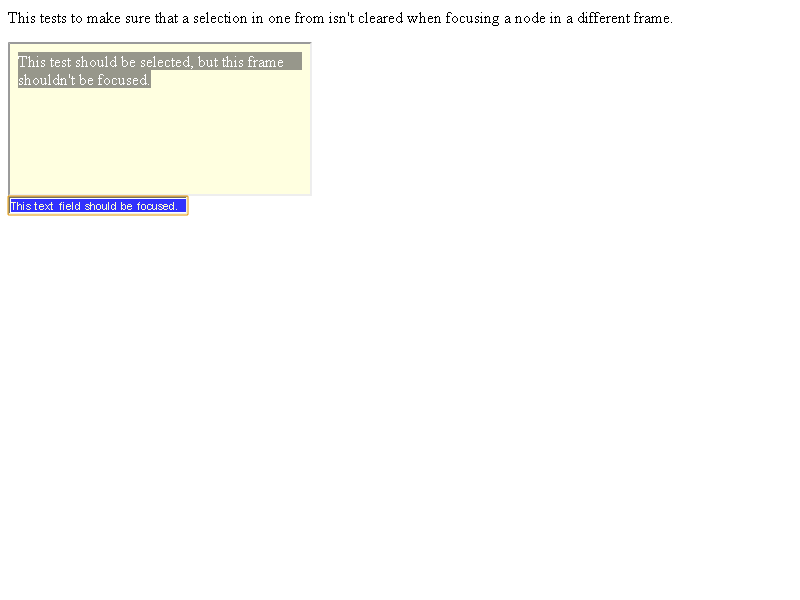 This tests to make sure that a selection in one from isn't cleared when focusing a node in a different frame.
This test should be selected, but this frame
shouldn't be focused.
This text field should be focused.